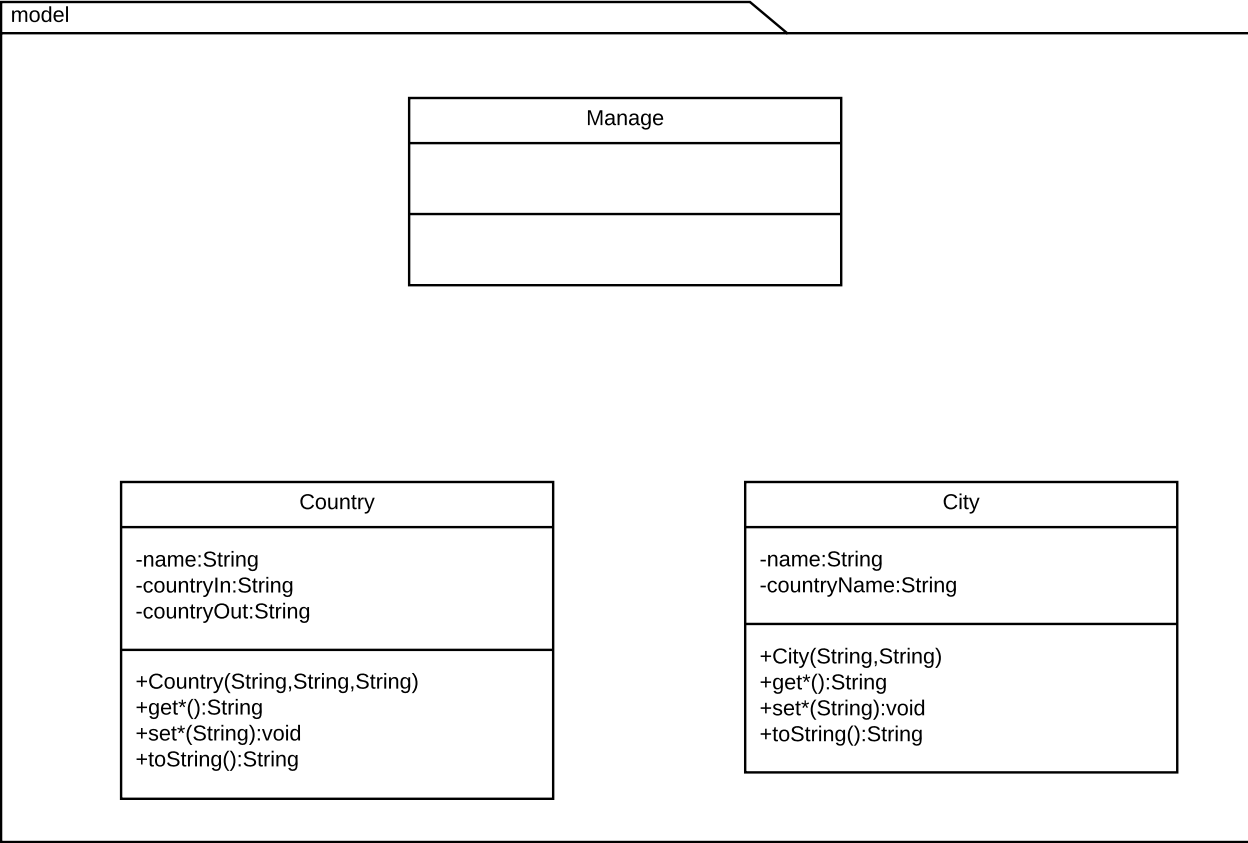 model
Manage
Country
-name:String
-countryIn:String
-countryOut:String
+Country(String,String,String)
+get*():String
+set*(String):void
+toString():String
City
-name:String
-countryName:String
+City(String,String)
+get*():String
+set*(String):void
+toString():String